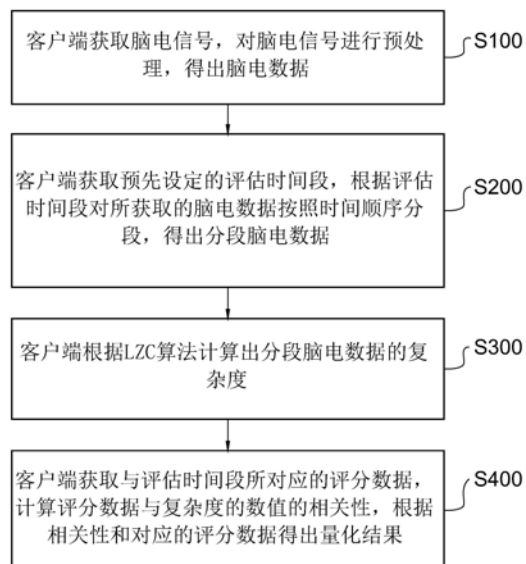 客户端获取脑电信号，对脑电信号进行预处
理，得出脑电数据
S100
客户端获取预先设定的评估时间段，根据评估
时间段对所获取的脑电数据按照时间顺序分
段，得出分段脑电数据
S200
客户端根据LZC算法计算出分段脑电数据的复
杂度
S300
客户端获取与评估时间段所对应的评分数据，
计算评分数据与复杂度的数值的相关性，根据
相关性和对应的评分数据得出量化结果
S400